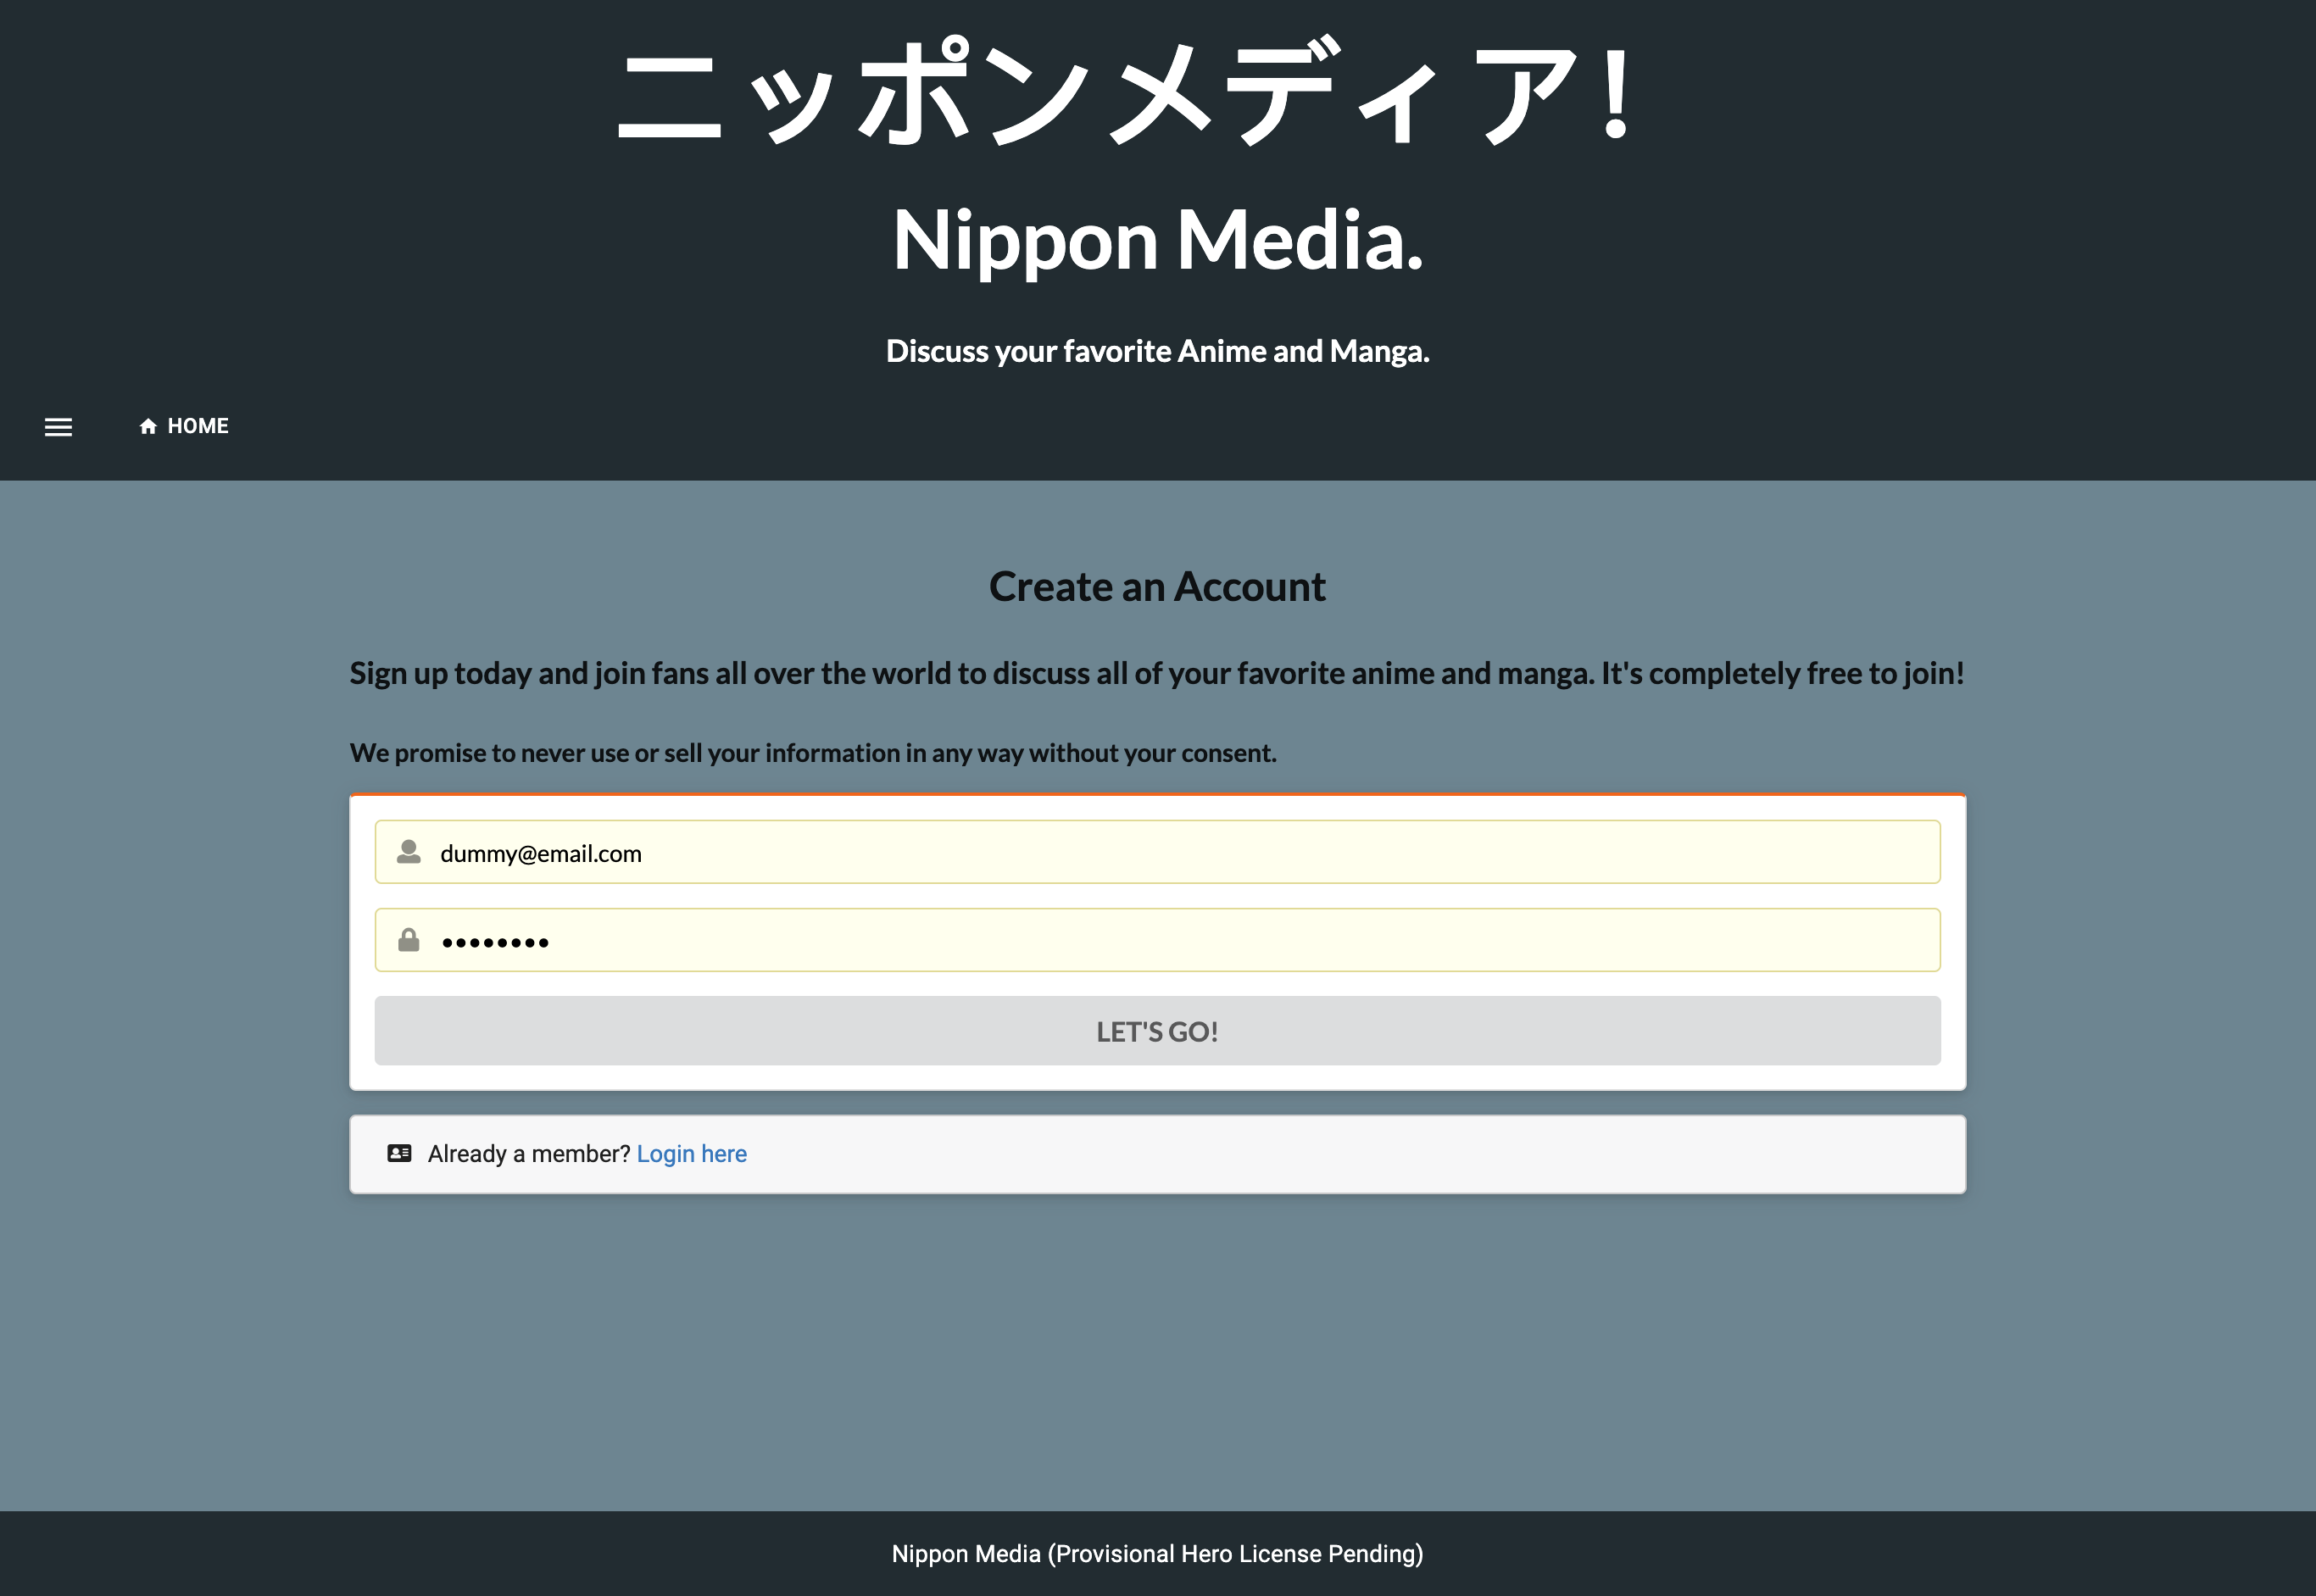 ニッポンメディア!
Nippon Media.
Discuss your favorite Anime and Manga.
HOME
Create an Account
Sign up today and join fans all over the world to discuss all of your favorite anime and manga. It's completely free to join!
We promise to never use or sell your information in any way without your consent.
dummy@email.com
••••••••
LET'S GO!
Already a member? Login here
Nippon Media (Provisional Hero License Pending)